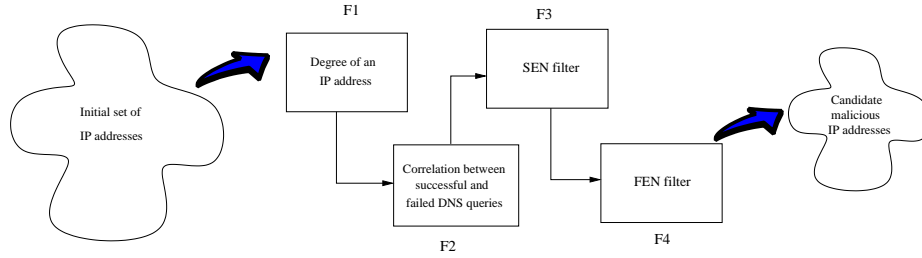 F1
F3
Initial set of
IP addresses
Degree of an
IP address
SEN filter
Candidate
malicious
IP addresses
Correlation between
successful and
failed DNS queries
FEN filter
F2
F4